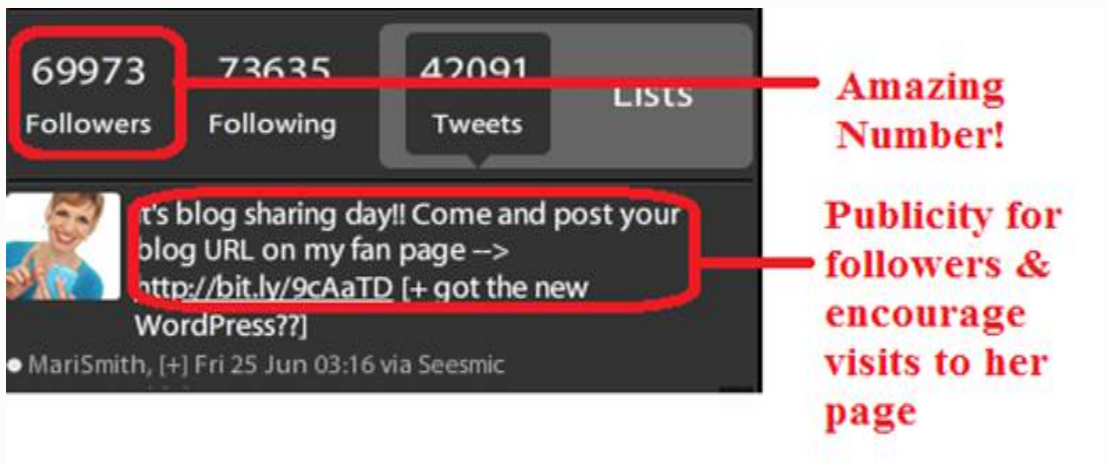 69973 73635 42091 Lists
Followers Following Tweets
Amazing
Number!
It's blog sharing day!! Come and post your
blog URL on my fan page -->
http://bit.ly/9cAaTD [+ got the new
WordPress??]
MariSmith, [+] Fri 25 Jun 03:16 via Seesmic
Publicity for
followers &
encourage
visits to her
page